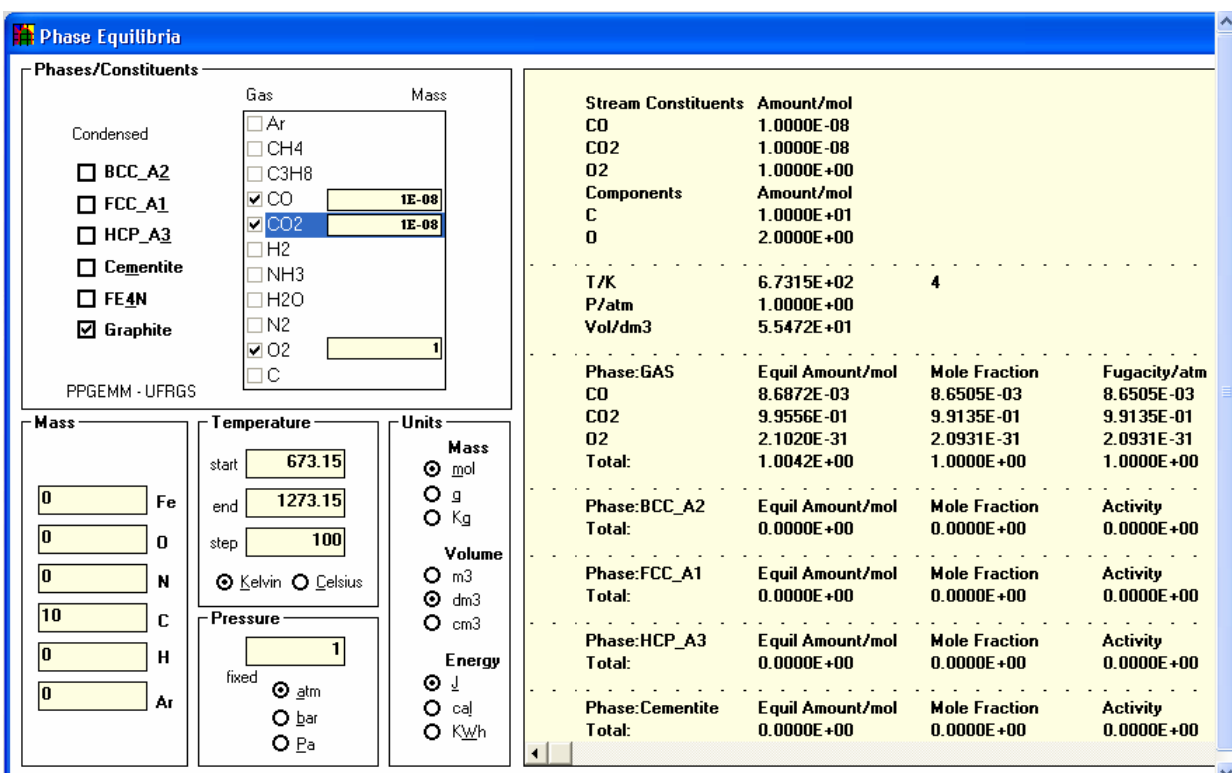 Phase Equilibria
Phases/Constituents
Gas Mass
Condensed
BCC_A2
FCC_A1
HCP_A3
Cementite
FE4N
Graphite
PPGEMM - UFRGS
Ar
CH4
C3H8
CO 1E-08
CO2 1E-08
H2
NH3
H2O
N2
O2 1
C
Mass
0 Fe
0 O
0 N
10 C
0 H
0 Ar
Temperature
start 673.15
end 1273.15
step 100
Kelvin Celsius
Pressure
1
fixed
atm
bar
Pa
Units
Mass
mol
g
Kg
Volume
m3
dm3
cm3
Energy
J
cal
KWh
Stream Constituents Amount/mol
CO 1.0000E-08
CO2 1.0000E-08
O2 1.0000E+00
Components Amount/mol
C 1.0000E+01
O 2.0000E+00
T/K 6.7315E+02 4
P/atm 1.0000E+00
Vol/dm3 5.5472E+01
Phase:GAS Equil Amount/mol Mole Fraction Fugacity/atm
CO 8.6872E-03 8.6505E-03 8.6505E-03
CO2 9.9556E-01 9.9135E-01 9.9135E-01
O2 2.1020E-31 2.0931E-31 2.0931E-31
Total: 1.0042E+00 1.0000E+00 1.0000E+00
Phase:BCC_A2 Equil Amount/mol Mole Fraction Activity
Total: 0.0000E+00 0.0000E+00 0.0000E+00
Phase:FCC_A1 Equil Amount/mol Mole Fraction Activity
Total: 0.0000E+00 0.0000E+00 0.0000E+00
Phase:HCP_A3 Equil Amount/mol Mole Fraction Activity
Total: 0.0000E+00 0.0000E+00 0.0000E+00
Phase:Cementite Equil Amount/mol Mole Fraction Activity
Total: 0.0000E+00 0.0000E+00 0.0000E+00